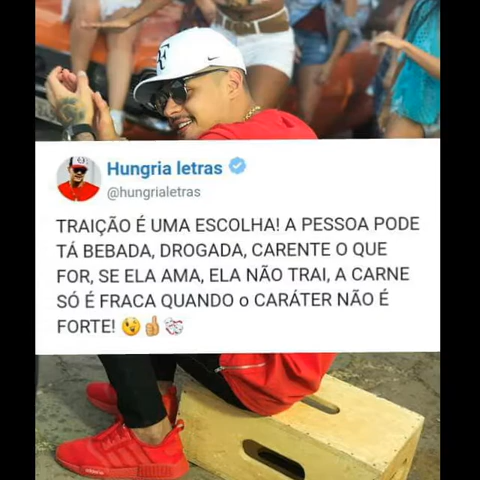 Hungria letras
@hungrialetras
TRAIÇÃO É UMA ESCOLHA! A PESSOA PODE
TÁ BEBADA, DROGADA, CARENTE O QUE
FOR, SE ELA AMA, ELA NÃO TRAI, A CARNE
SÓ É FRACA QUANDO o CARÁTER NÃO É
FORTE! 😉👍💞
adidas